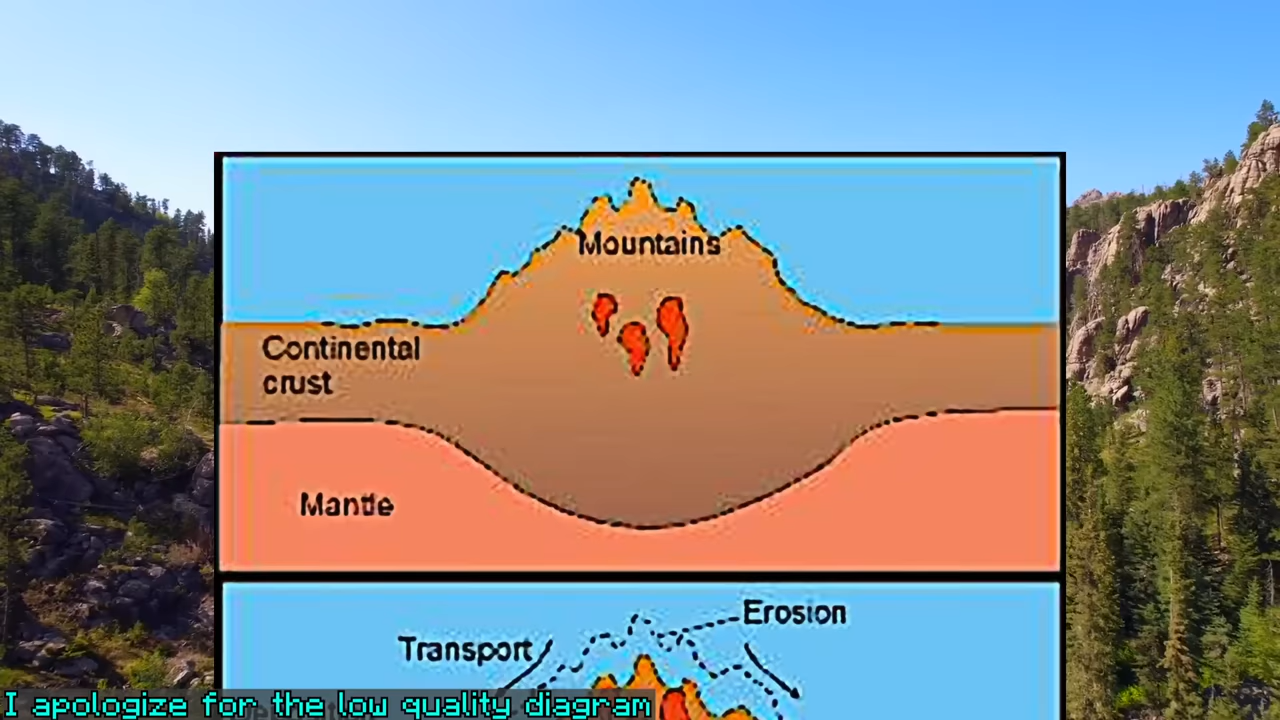 Mountains
Continental
crust
Mantle
Erosion
Transport
I apologize for the low quality diagram